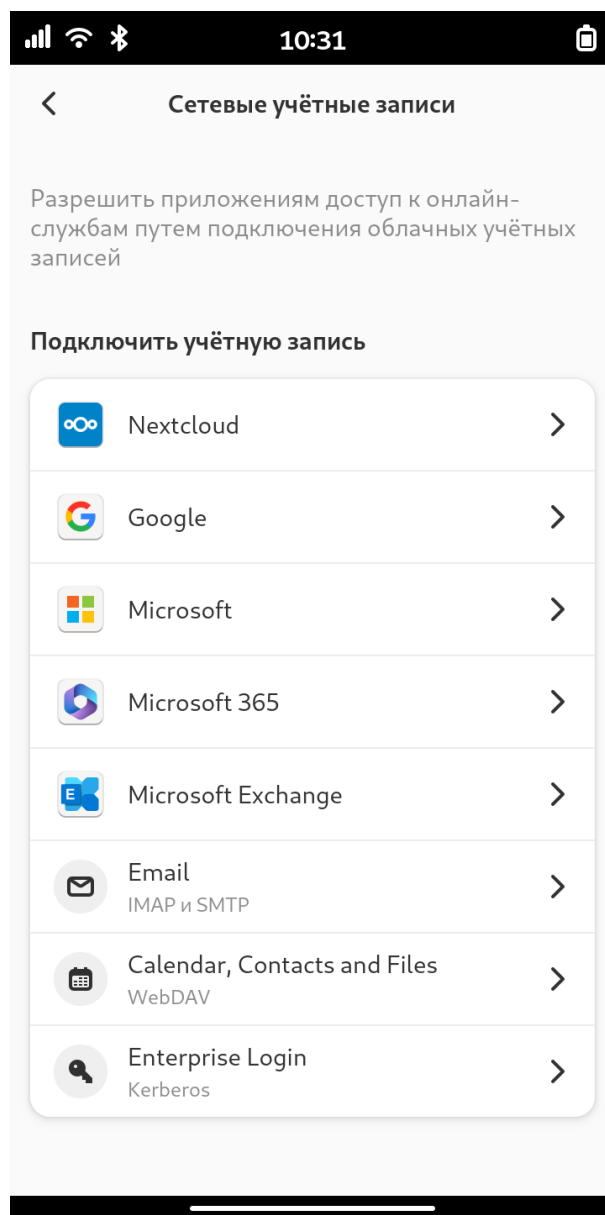 10:31
Сетевые учётные записи
Разрешить приложениям доступ к онлайн-
службам путем подключения облачных учётных
записей
Подключить учётную запись
Nextcloud
Google
Microsoft
Microsoft 365
Microsoft Exchange
Email
IMAP и SMTP
Calendar, Contacts and Files
WebDAV
Enterprise Login
Kerberos